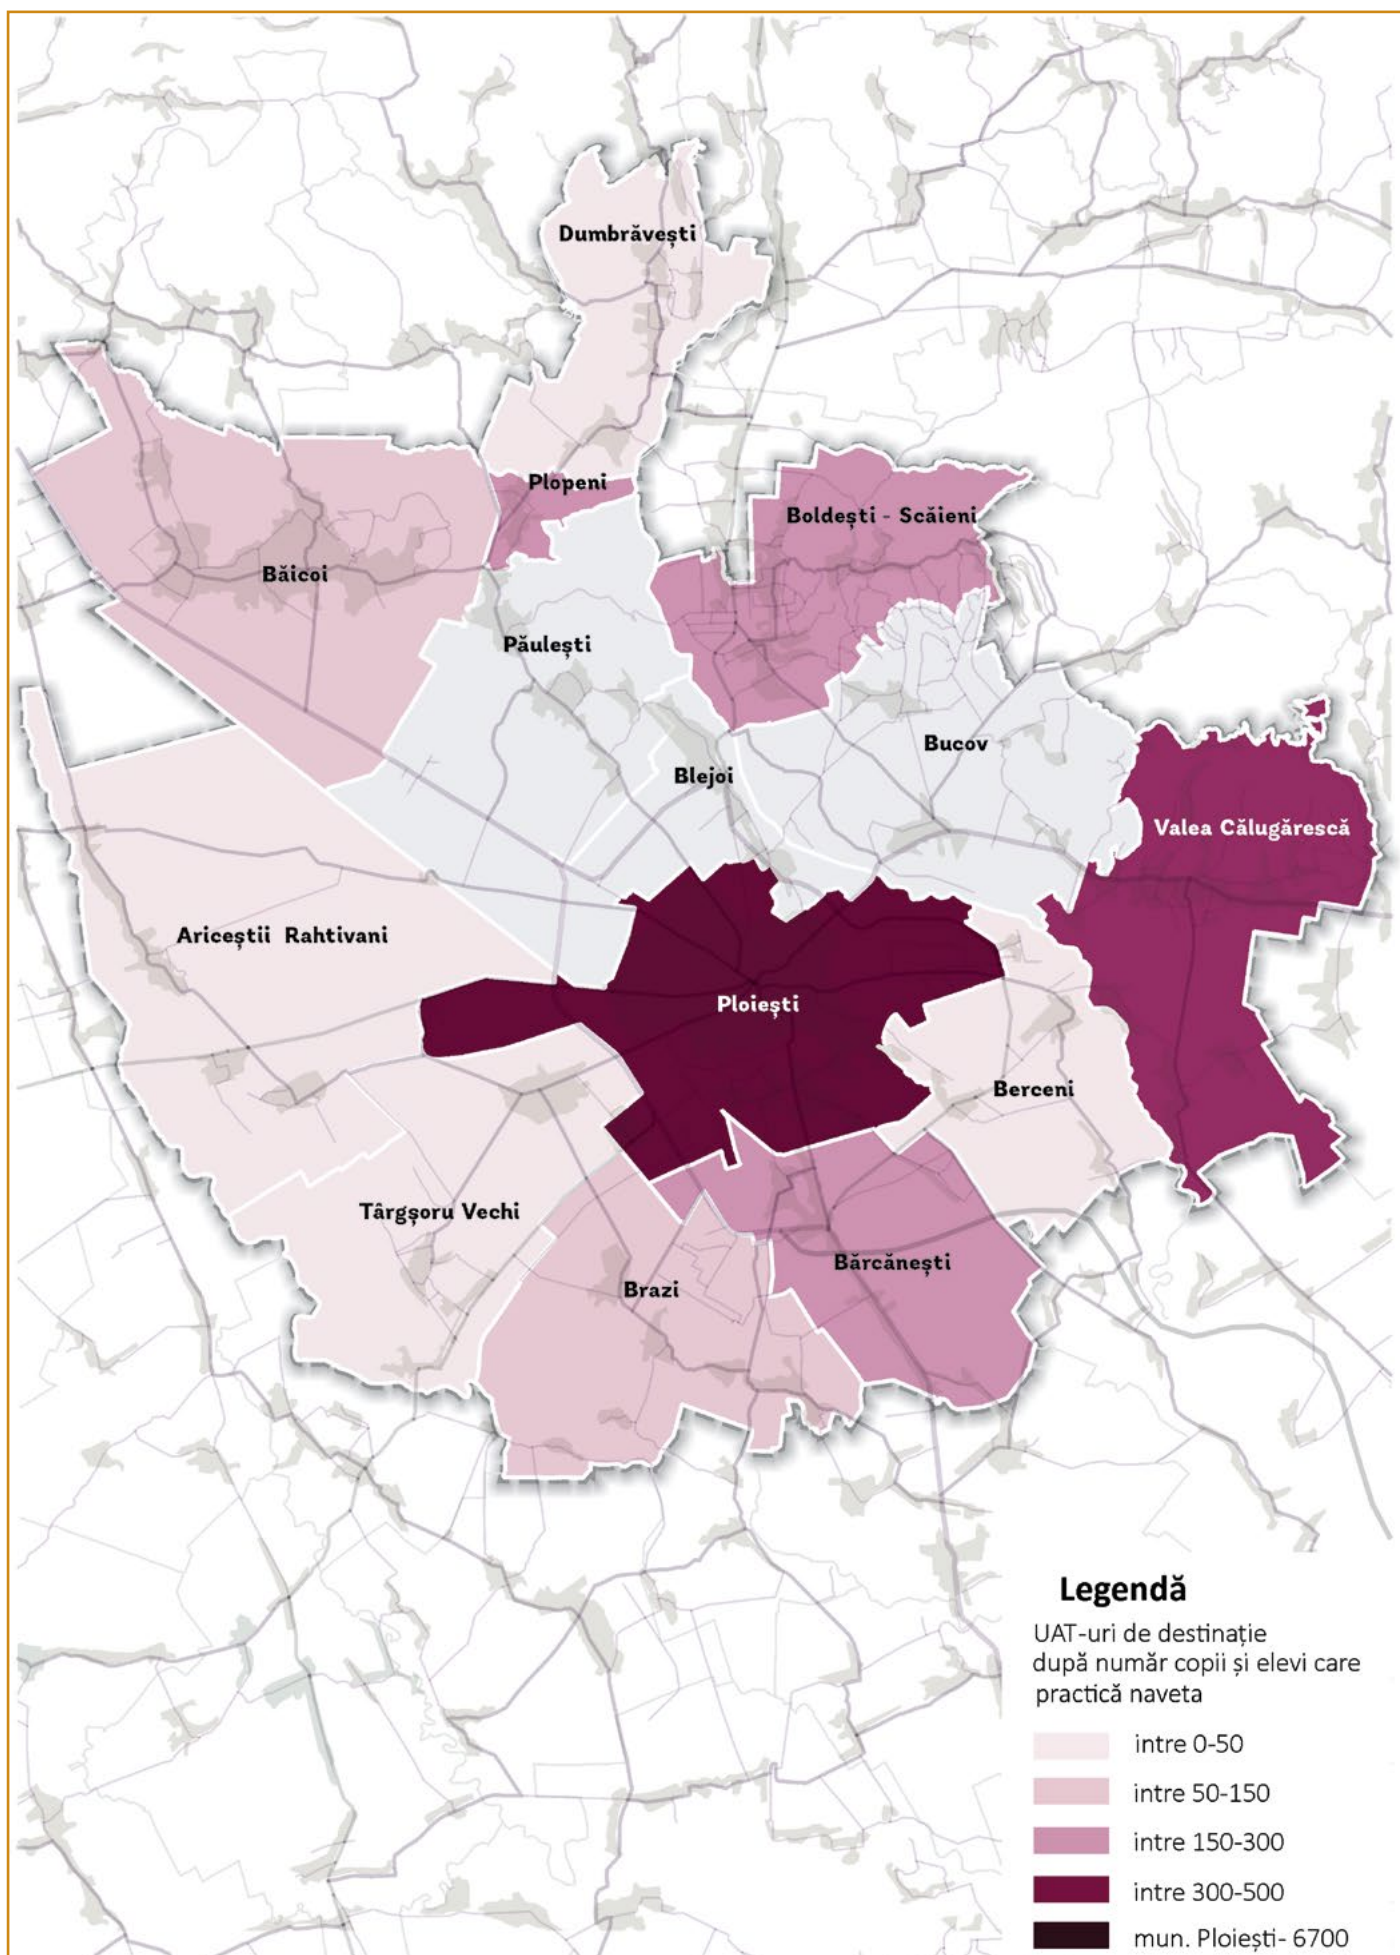 Dumbrăvești
Plopeni
Boldești - Scăieni
Băicoi
Păulești
Bucov
Blejoi
Valea Călugărescă
Ariceștii Rahtivani
Ploiești
Berceni
Târgșoru Vechi
Bărcănești
Brazi
Legendă
UAT-uri de destinație
după număr copii și elevi care
practică naveta
intre 0-50
intre 50-150
intre 150-300
intre 300-500
mun. Ploiești- 6700